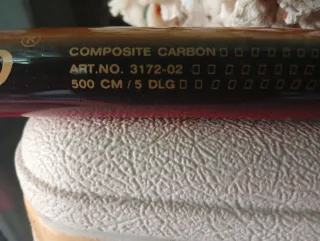 ®
COMPOSITE CARBON
ART.NO. 3172-02
500 CM / 5 DLG